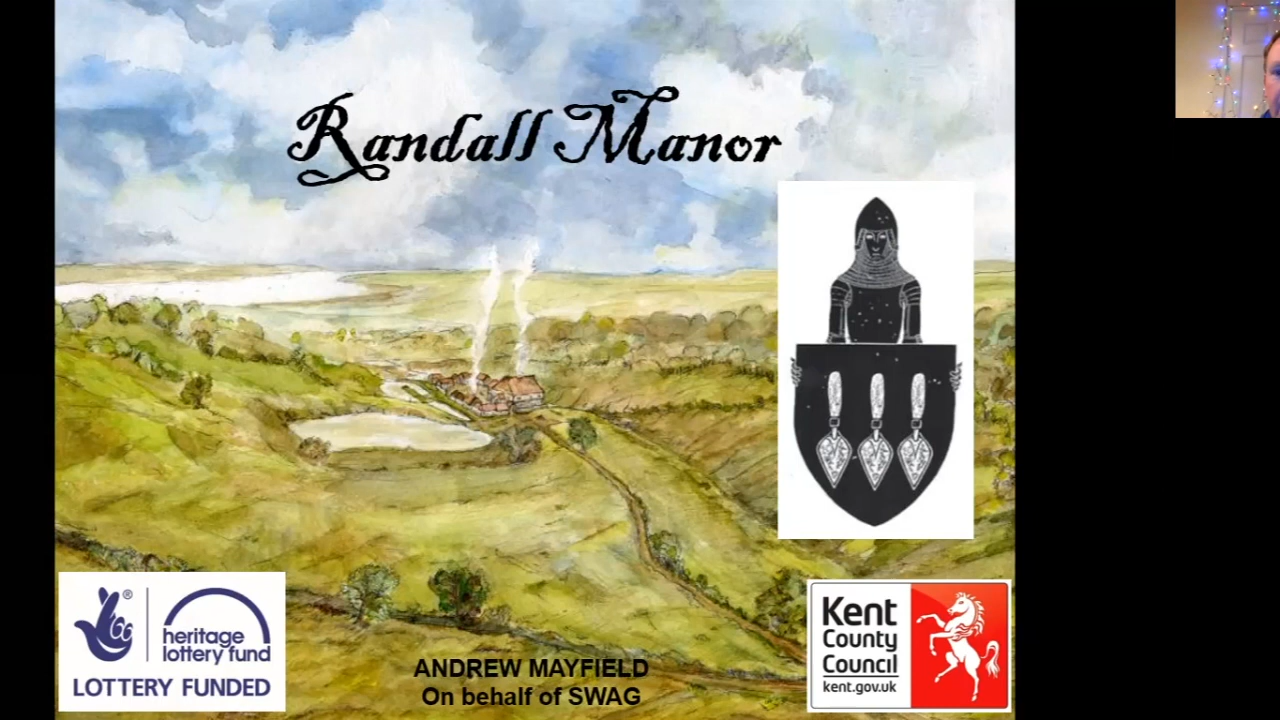 Randall Manor
heritage
lottery fund
LOTTERY FUNDED
ANDREW MAYFIELD
On behalf of SWAG
Kent
County
Council
kent.gov.uk